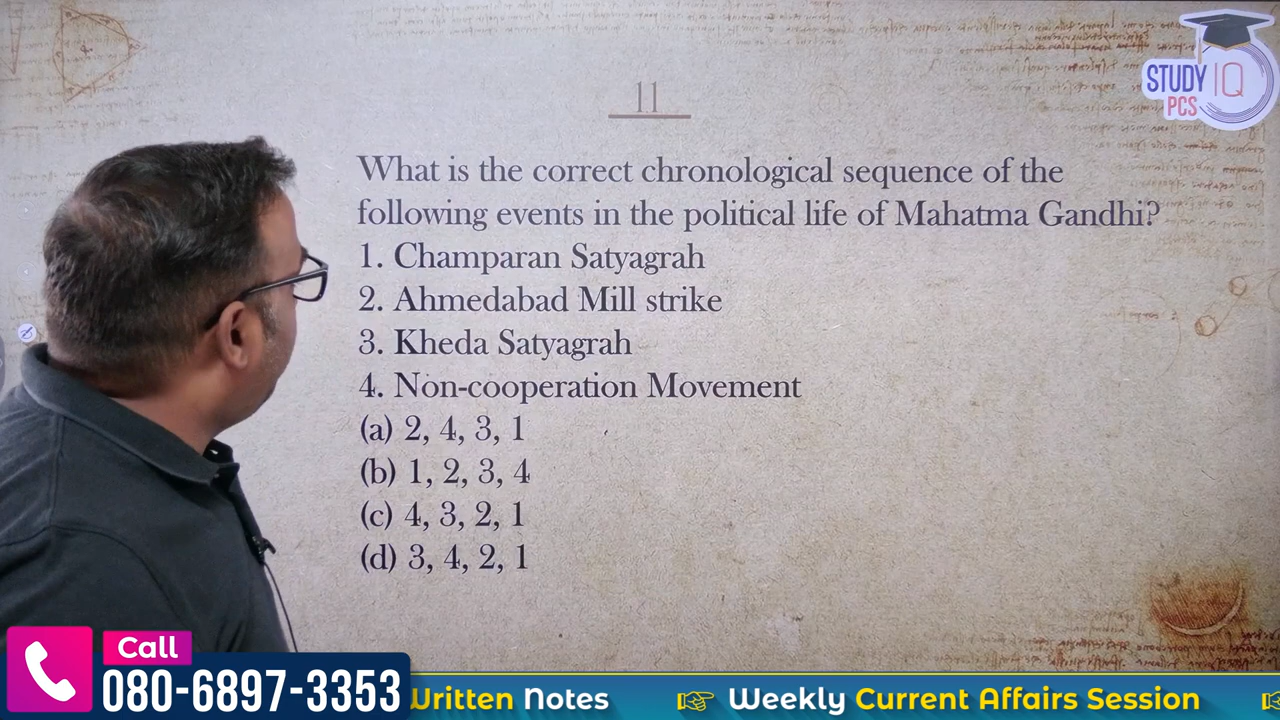 STUDY IQ
PCS
11
What is the correct chronological sequence of the
following events in the political life of Mahatma Gandhi?
1. Champaran Satyagrah
2. Ahmedabad Mill strike
3. Kheda Satyagrah
4. Non-cooperation Movement
(a) 2, 4, 3, 1
(b) 1, 2, 3, 4
(c) 4, 3, 2, 1
(d) 3, 4, 2, 1
Call
080-6897-3353
Written Notes
Weekly Current Affairs Session